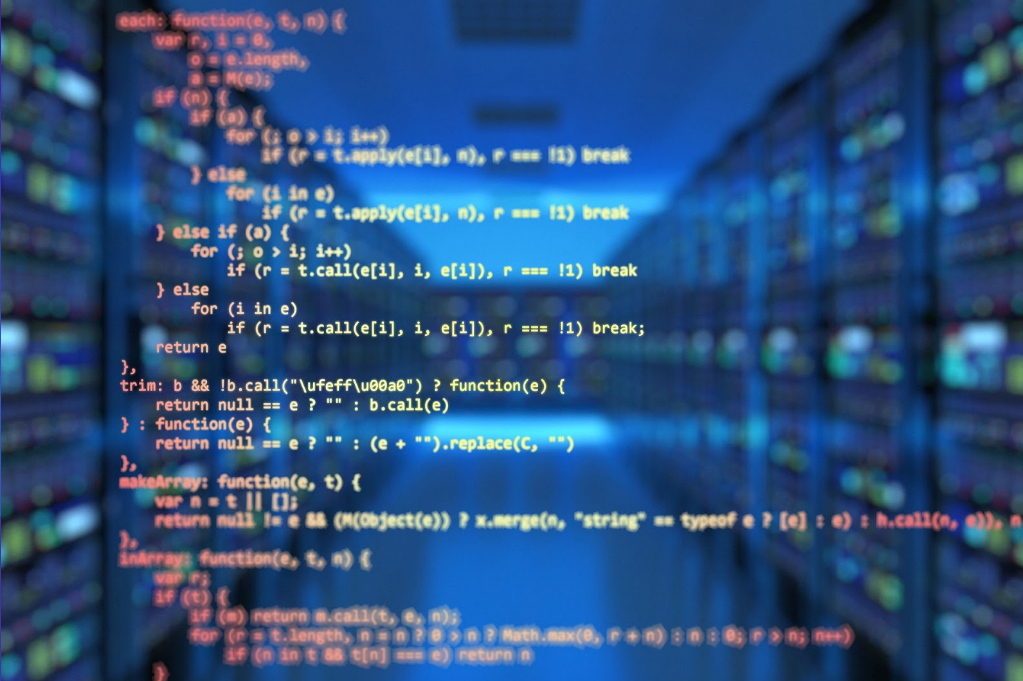 each: function(e, t, n) {
var r, i = 0,
o = e.length,
a = M(e);
if (n) {
if (a) {
for (; o > i; i++)
if (r = t.apply(e[i], n), r === !1) break
} else
for (i in e)
if (r = t.apply(e[i], n), r === !1) break
} else if (a) {
for (; o > i; i++)
if (r = t.call(e[i], i, e[i]), r === !1) break
} else
for (i in e)
if (r = t.call(e[i], i, e[i]), r === !1) break;
return e
},
trim: b && !b.call("\ufeff\u00a0") ? function(e) {
return null == e ? "" : b.call(e)
} : function(e) {
return null == e ? "" : (e + "").replace(C, "")
},
makeArray: function(e, t) {
var n = t || [];
return null != e && (M(Object(e)) ? x.merge(n, "string" == typeof e ? [e] : e) : h.call(n, e)), n
},
inArray: function(e, t, n) {
var r;
if (t) {
if (m) return m.call(t, e, n);
for (r = t.length, n = n ? 0 > n ? Math.max(0, r + n) : n : 0; r > n; n++)
if (n in t && t[n] === e) return n
}